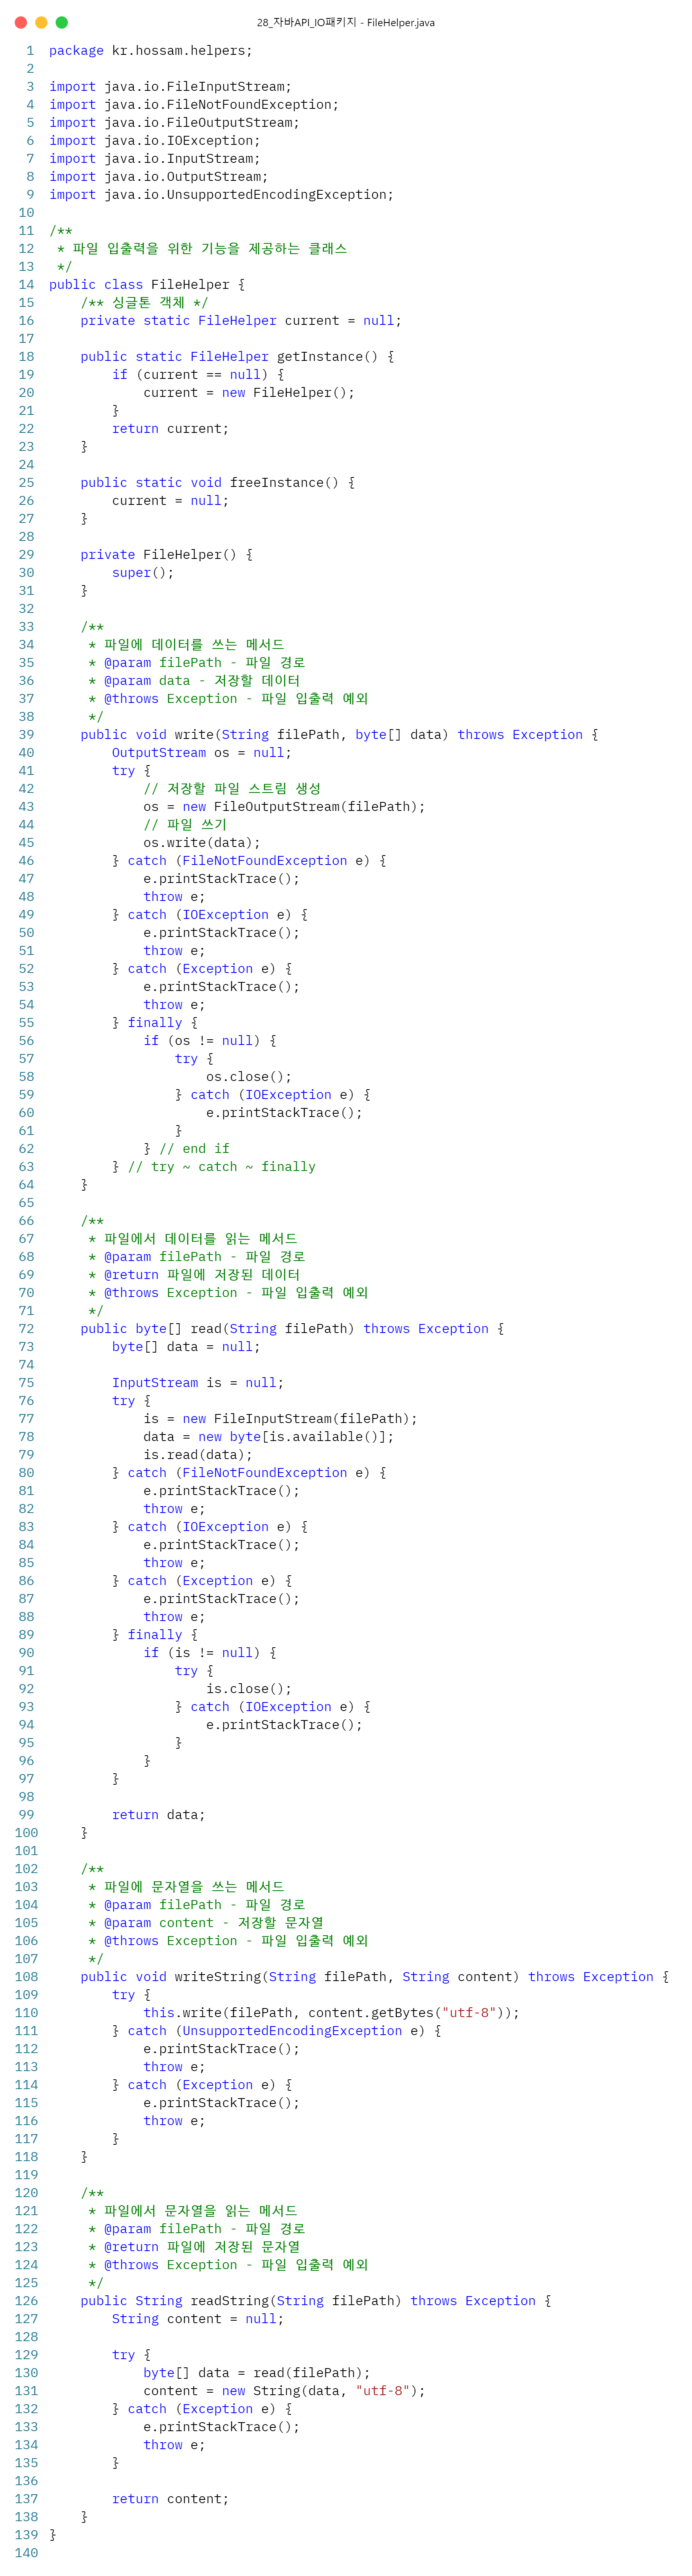 28_자바API_IO패키지 - FileHelper.java
1 package kr.hossam.helpers;
2
3 import java.io.FileInputStream;
4 import java.io.FileNotFoundException;
5 import java.io.FileOutputStream;
6 import java.io.IOException;
7 import java.io.InputStream;
8 import java.io.OutputStream;
9 import java.io.UnsupportedEncodingException;
10
11 /**
12  * 파일 입출력을 위한 기능을 제공하는 클래스
13  */
14 public class FileHelper {
15     /** 싱글톤 객체 */
16     private static FileHelper current = null;
17
18     public static FileHelper getInstance() {
19         if (current == null) {
20             current = new FileHelper();
21         }
22         return current;
23     }
24
25     public static void freeInstance() {
26         current = null;
27     }
28
29     private FileHelper() {
30         super();
31     }
32
33     /**
34      * 파일에 데이터를 쓰는 메서드
35      * @param filePath - 파일 경로
36      * @param data - 저장할 데이터
37      * @throws Exception - 파일 입출력 예외
38      */
39     public void write(String filePath, byte[] data) throws Exception {
40         OutputStream os = null;
41         try {
42             // 저장할 파일 스트림 생성
43             os = new FileOutputStream(filePath);
44             // 파일 쓰기
45             os.write(data);
46         } catch (FileNotFoundException e) {
47             e.printStackTrace();
48             throw e;
49         } catch (IOException e) {
50             e.printStackTrace();
51             throw e;
52         } catch (Exception e) {
53             e.printStackTrace();
54             throw e;
55         } finally {
56             if (os != null) {
57                 try {
58                     os.close();
59                 } catch (IOException e) {
60                     e.printStackTrace();
61                 }
62             } // end if
63         } // try ~ catch ~ finally
64     }
65
66     /**
67      * 파일에서 데이터를 읽는 메서드
68      * @param filePath - 파일 경로
69      * @return 파일에 저장된 데이터
70      * @throws Exception - 파일 입출력 예외
71      */
72     public byte[] read(String filePath) throws Exception {
73         byte[] data = null;
74
75         InputStream is = null;
76         try {
77             is = new FileInputStream(filePath);
78             data = new byte[is.available()];
79             is.read(data);
80         } catch (FileNotFoundException e) {
81             e.printStackTrace();
82             throw e;
83         } catch (IOException e) {
84             e.printStackTrace();
85             throw e;
86         } catch (Exception e) {
87             e.printStackTrace();
88             throw e;
89         } finally {
90             if (is != null) {
91                 try {
92                     is.close();
93                 } catch (IOException e) {
94                     e.printStackTrace();
95                 }
96             }
97         }
98
99         return data;
100     }
101
102     /**
103      * 파일에 문자열을 쓰는 메서드
104      * @param filePath - 파일 경로
105      * @param content - 저장할 문자열
106      * @throws Exception - 파일 입출력 예외
107      */
108     public void writeString(String filePath, String content) throws Exception {
109         try {
110             this.write(filePath, content.getBytes("utf-8"));
111         } catch (UnsupportedEncodingException e) {
112             e.printStackTrace();
113             throw e;
114         } catch (Exception e) {
115             e.printStackTrace();
116             throw e;
117         }
118     }
119
120     /**
121      * 파일에서 문자열을 읽는 메서드
122      * @param filePath - 파일 경로
123      * @return 파일에 저장된 문자열
124      * @throws Exception - 파일 입출력 예외
125      */
126     public String readString(String filePath) throws Exception {
127         String content = null;
128
129         try {
130             byte[] data = read(filePath);
131             content = new String(data, "utf-8");
132         } catch (Exception e) {
133             e.printStackTrace();
134             throw e;
135         }
136
137         return content;
138     }
139 }
140